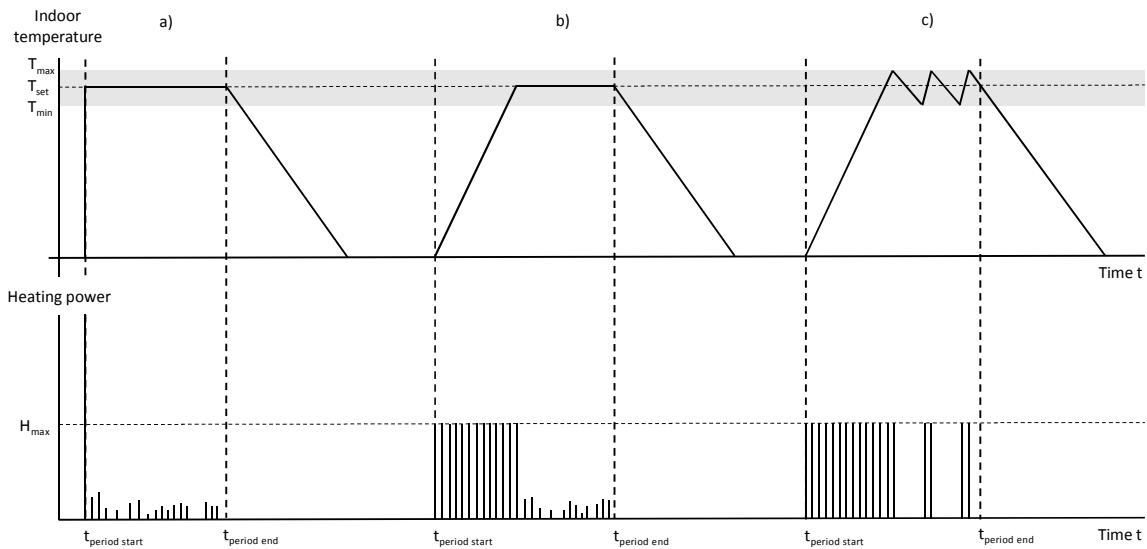 Indoor
temperature
a)
b)
c)
Tmax
Tset
Tmin
Time t
Heating power
Hmax
tperiod start
tperiod end
tperiod start
tperiod end
tperiod start
tperiod end
Time t